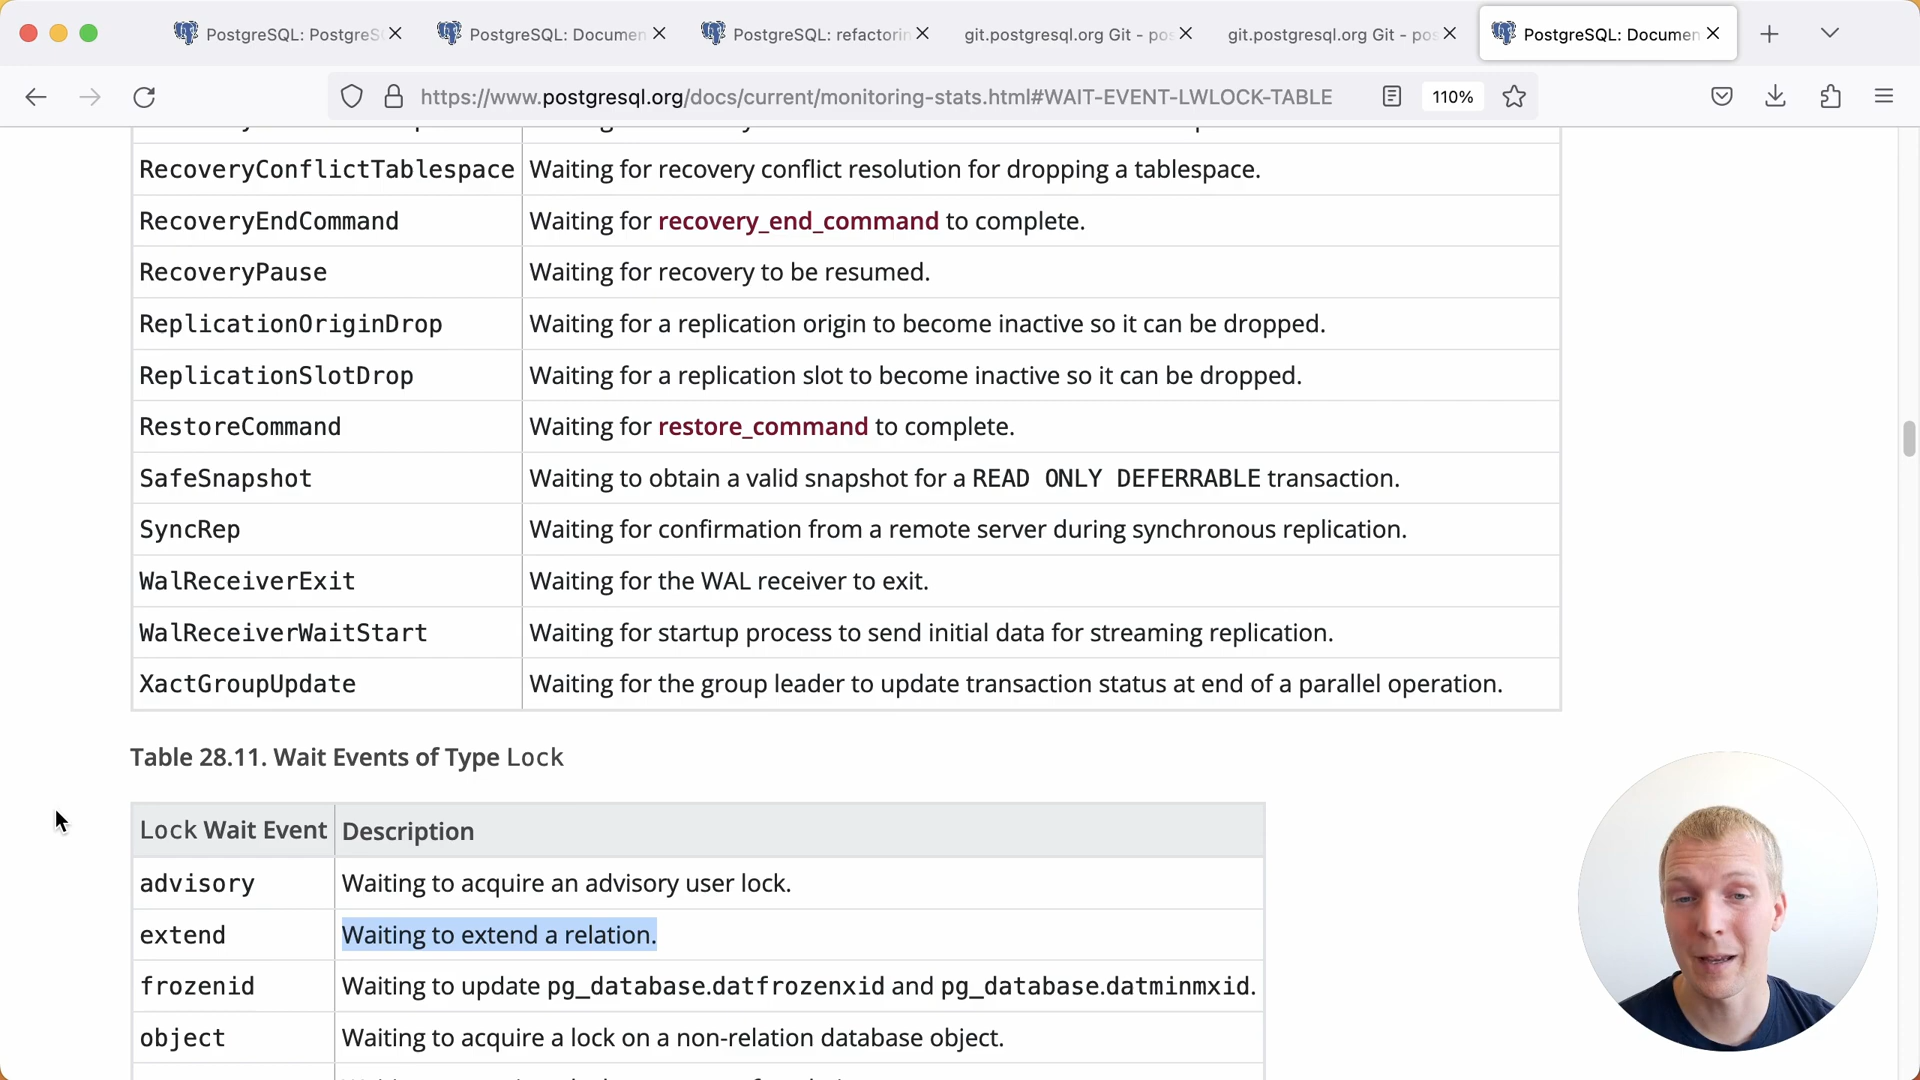 PostgreSQL: PostgreS
PostgreSQL: Documen
PostgreSQL: refactorin
git.postgresql.org Git - pos
git.postgresql.org Git - pos
PostgreSQL: Documen
https://www.postgresql.org/docs/current/monitoring-stats.html#WAIT-EVENT-LWLOCK-TABLE
110%
RecoveryConflictTablespace Waiting for recovery conflict resolution for dropping a tablespace.
RecoveryEndCommand Waiting for recovery_end_command to complete.
RecoveryPause Waiting for recovery to be resumed.
ReplicationOriginDrop Waiting for a replication origin to become inactive so it can be dropped.
ReplicationSlotDrop Waiting for a replication slot to become inactive so it can be dropped.
RestoreCommand Waiting for restore_command to complete.
SafeSnapshot Waiting to obtain a valid snapshot for a READ ONLY DEFERRABLE transaction.
SyncRep Waiting for confirmation from a remote server during synchronous replication.
WalReceiverExit Waiting for the WAL receiver to exit.
WalReceiverWaitStart Waiting for startup process to send initial data for streaming replication.
XactGroupUpdate Waiting for the group leader to update transaction status at end of a parallel operation.
Table 28.11. Wait Events of Type Lock
Lock Wait Event Description
advisory Waiting to acquire an advisory user lock.
extend Waiting to extend a relation.
frozenid Waiting to update pg_database.datfrozenxid and pg_database.datminmxid.
object Waiting to acquire a lock on a non-relation database object.